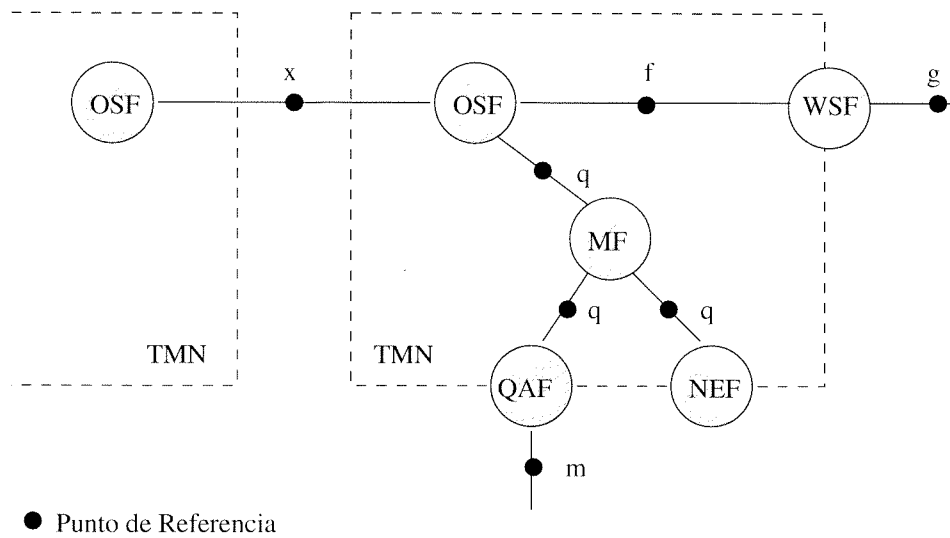 x
f
g
OSF
OSF
WSF
q
MF
q
q
TMN
TMN
QAF
NEF
m
Punto de Referencia